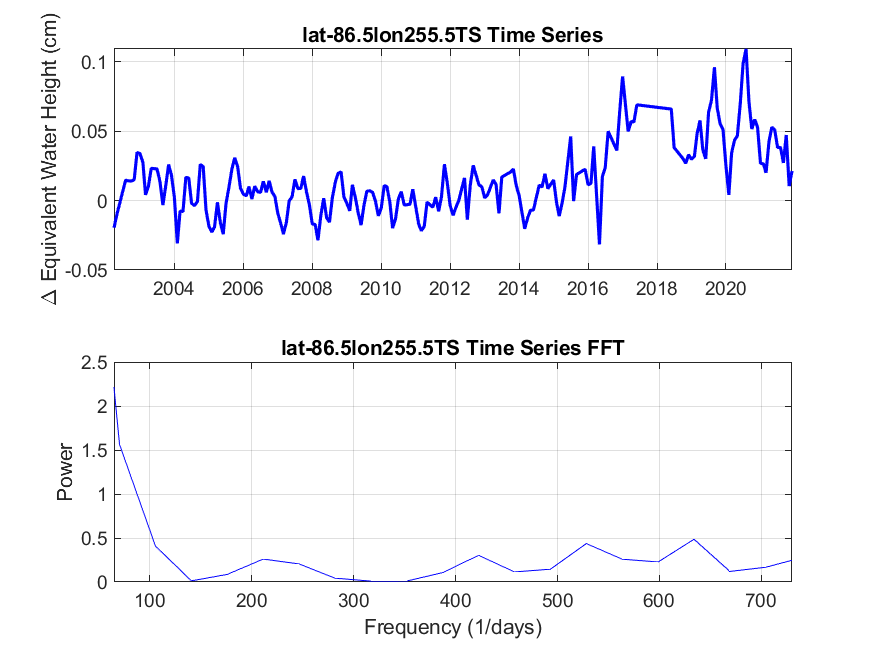 lat-86.5lon255.5TS Time Series
Δ Equivalent Water Height (cm)
0.1
0.05
0
-0.05
2004 2006 2008 2010 2012 2014 2016 2018 2020
lat-86.5lon255.5TS Time Series FFT
Power
2.5
2
1.5
1
0.5
0
100 200 300 400 500 600 700
Frequency (1/days)